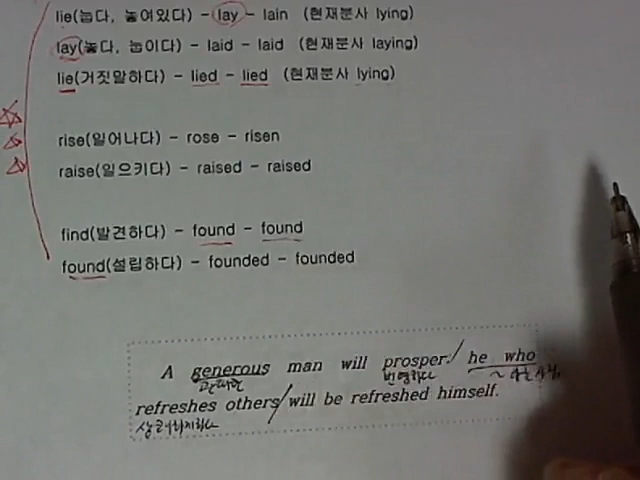 lie(눕다, 놓여있다) - lay - lain (현재분사 lying)
lay(놓다, 눕이다) - laid - laid (현재분사 laying)
lie(거짓말하다) - lied - lied (현재분사 lying)
rise(일어나다) - rose - risen
raise(일으키다) - raised - raised
find(발견하다) - found - found
found(설립하다) - founded - founded
A generous man will prosper. / he who
관대한 번영하다 ~ 하는 사람
refreshes others / will be refreshed himself.
상쾌하게하다